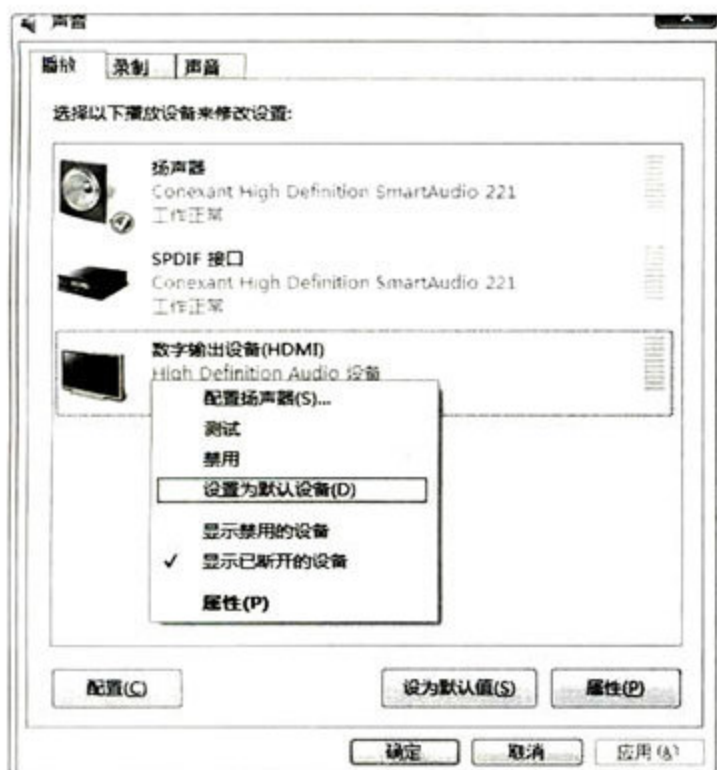 声音
播放 录制 声音
选择以下播放设备来修改设置:
扬声器
Conexant High Definition SmartAudio 221
工作正常
SPDIF 接口
Conexant High Definition SmartAudio 221
工作正常
数字输出设备(HDMI)
High Definition Audio 设备
配置扬声器(S)...
测试
禁用
设置为默认设备(D)
显示禁用的设备
✓ 显示已断开的设备
属性(P)
配置(C) 设为默认值(S) 属性(P)
确定 取消 应用(A)